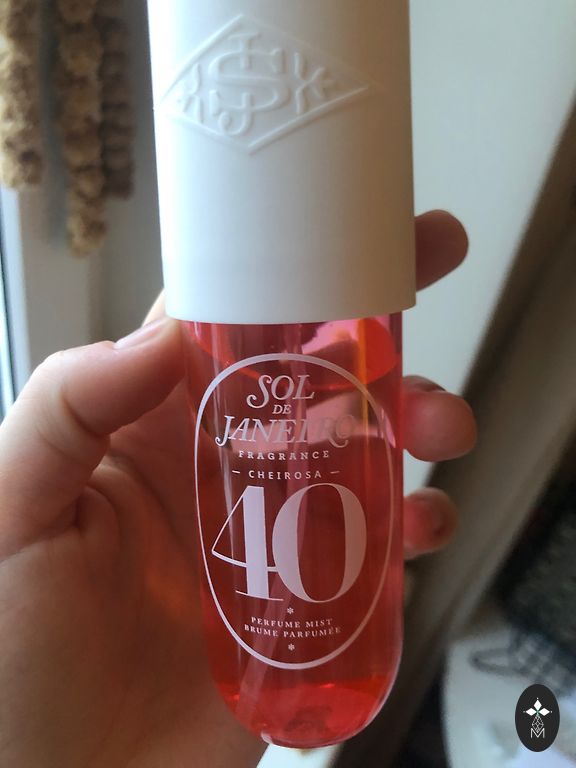 SOL
DE
JANEIRO
FRAGRANCE
— CHEIROSA —
40
*
PERFUME MIST
BRUME PARFUMÉE
*